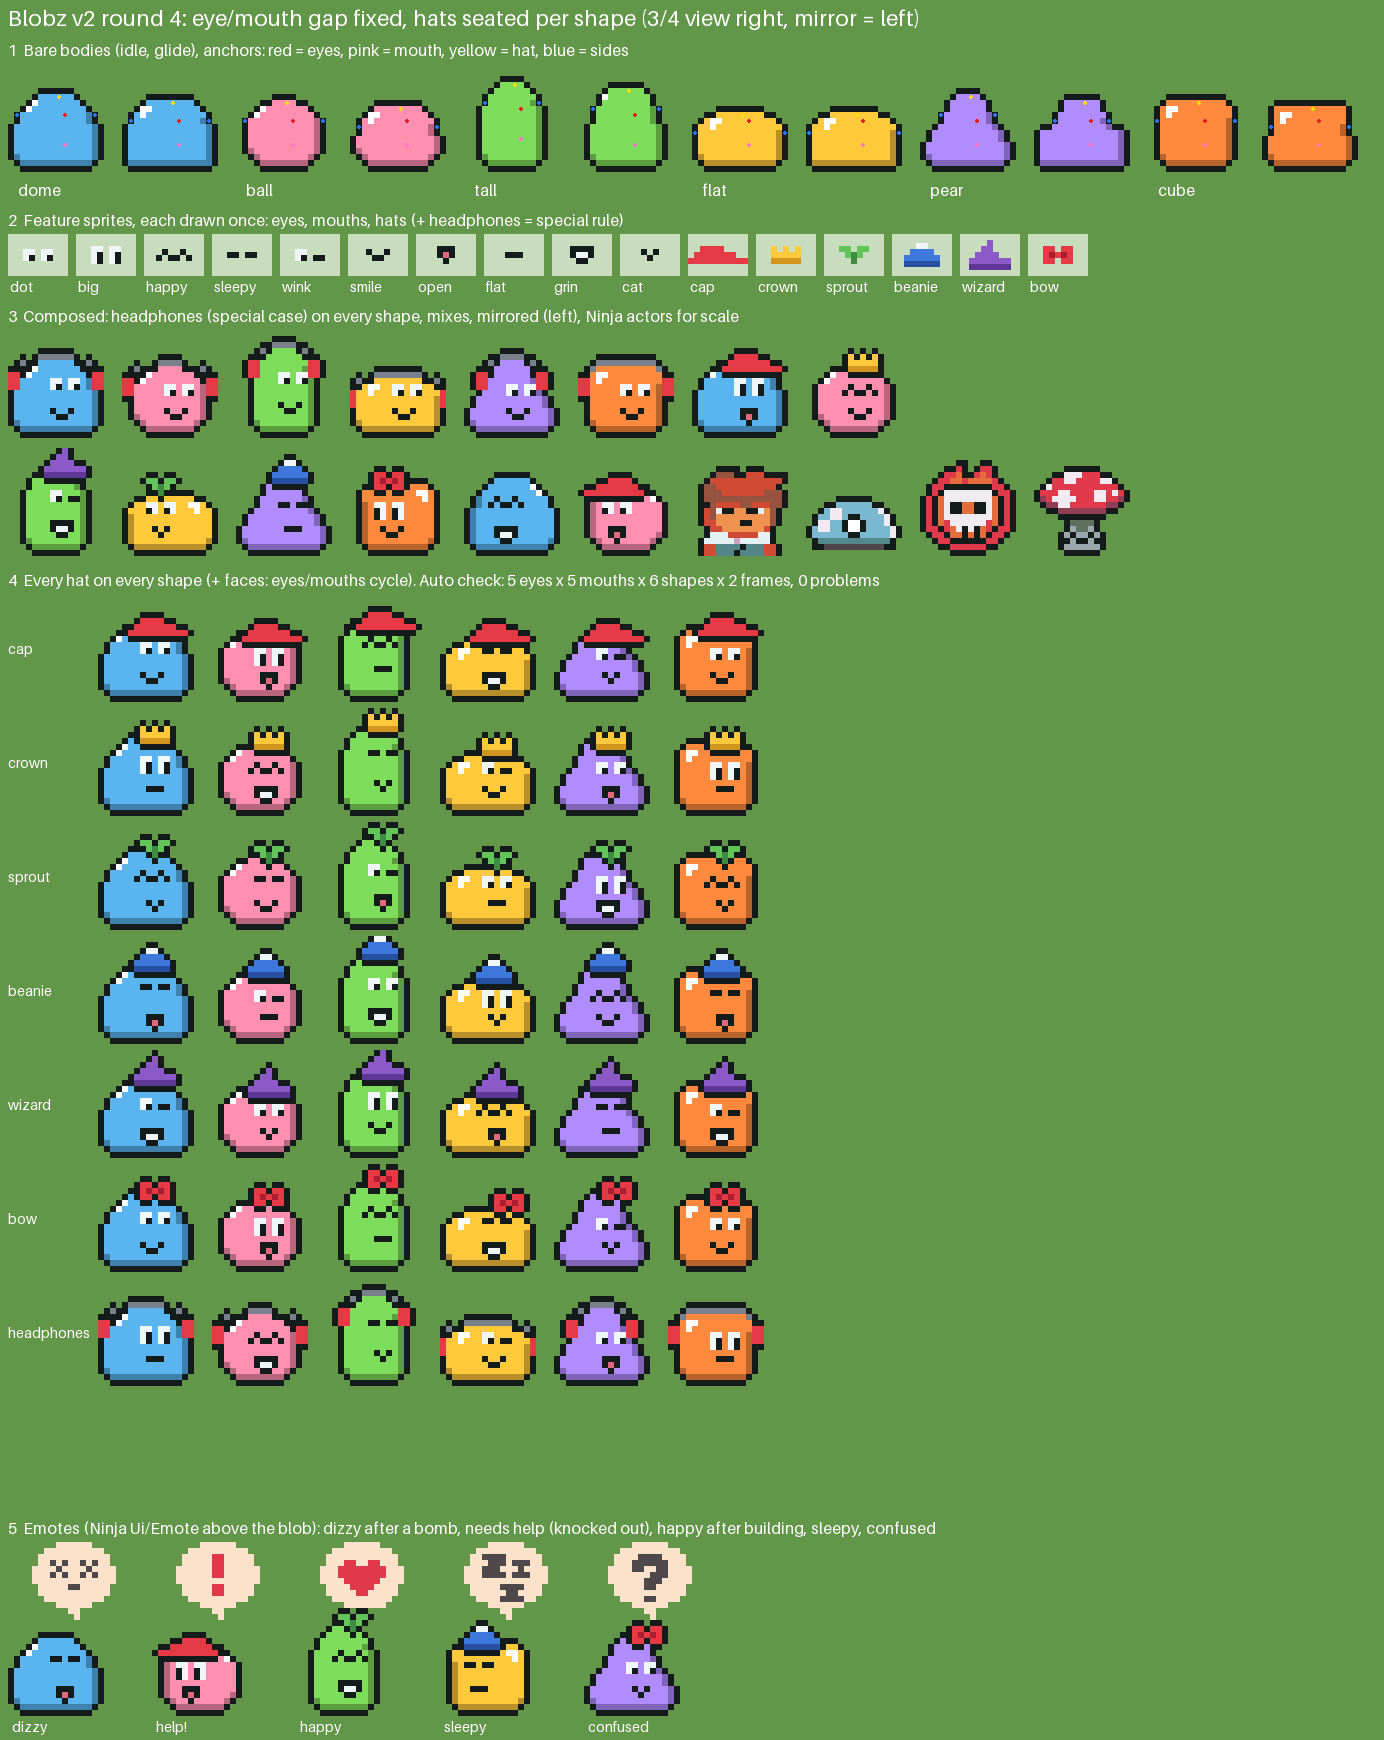 Blobz v2 round 4: eye/mouth gap fixed, hats seated per shape (3/4 view right, mirror = left)
1 Bare bodies (idle, glide), anchors: red = eyes, pink = mouth, yellow = hat, blue = sides
dome ball tall flat pear cube
2 Feature sprites, each drawn once: eyes, mouths, hats (+ headphones = special rule)
dot big happy sleepy wink smile open flat grin cat cap crown sprout beanie wizard bow
3 Composed: headphones (special case) on every shape, mixes, mirrored (left), Ninja actors for scale
4 Every hat on every shape (+ faces: eyes/mouths cycle). Auto check: 5 eyes x 5 mouths x 6 shapes x 2 frames, 0 problems
cap
crown
sprout
beanie
wizard
bow
headphones
5 Emotes (Ninja Ui/Emote above the blob): dizzy after a bomb, needs help (knocked out), happy after building, sleepy, confused
! ?
dizzy help! happy sleepy confused